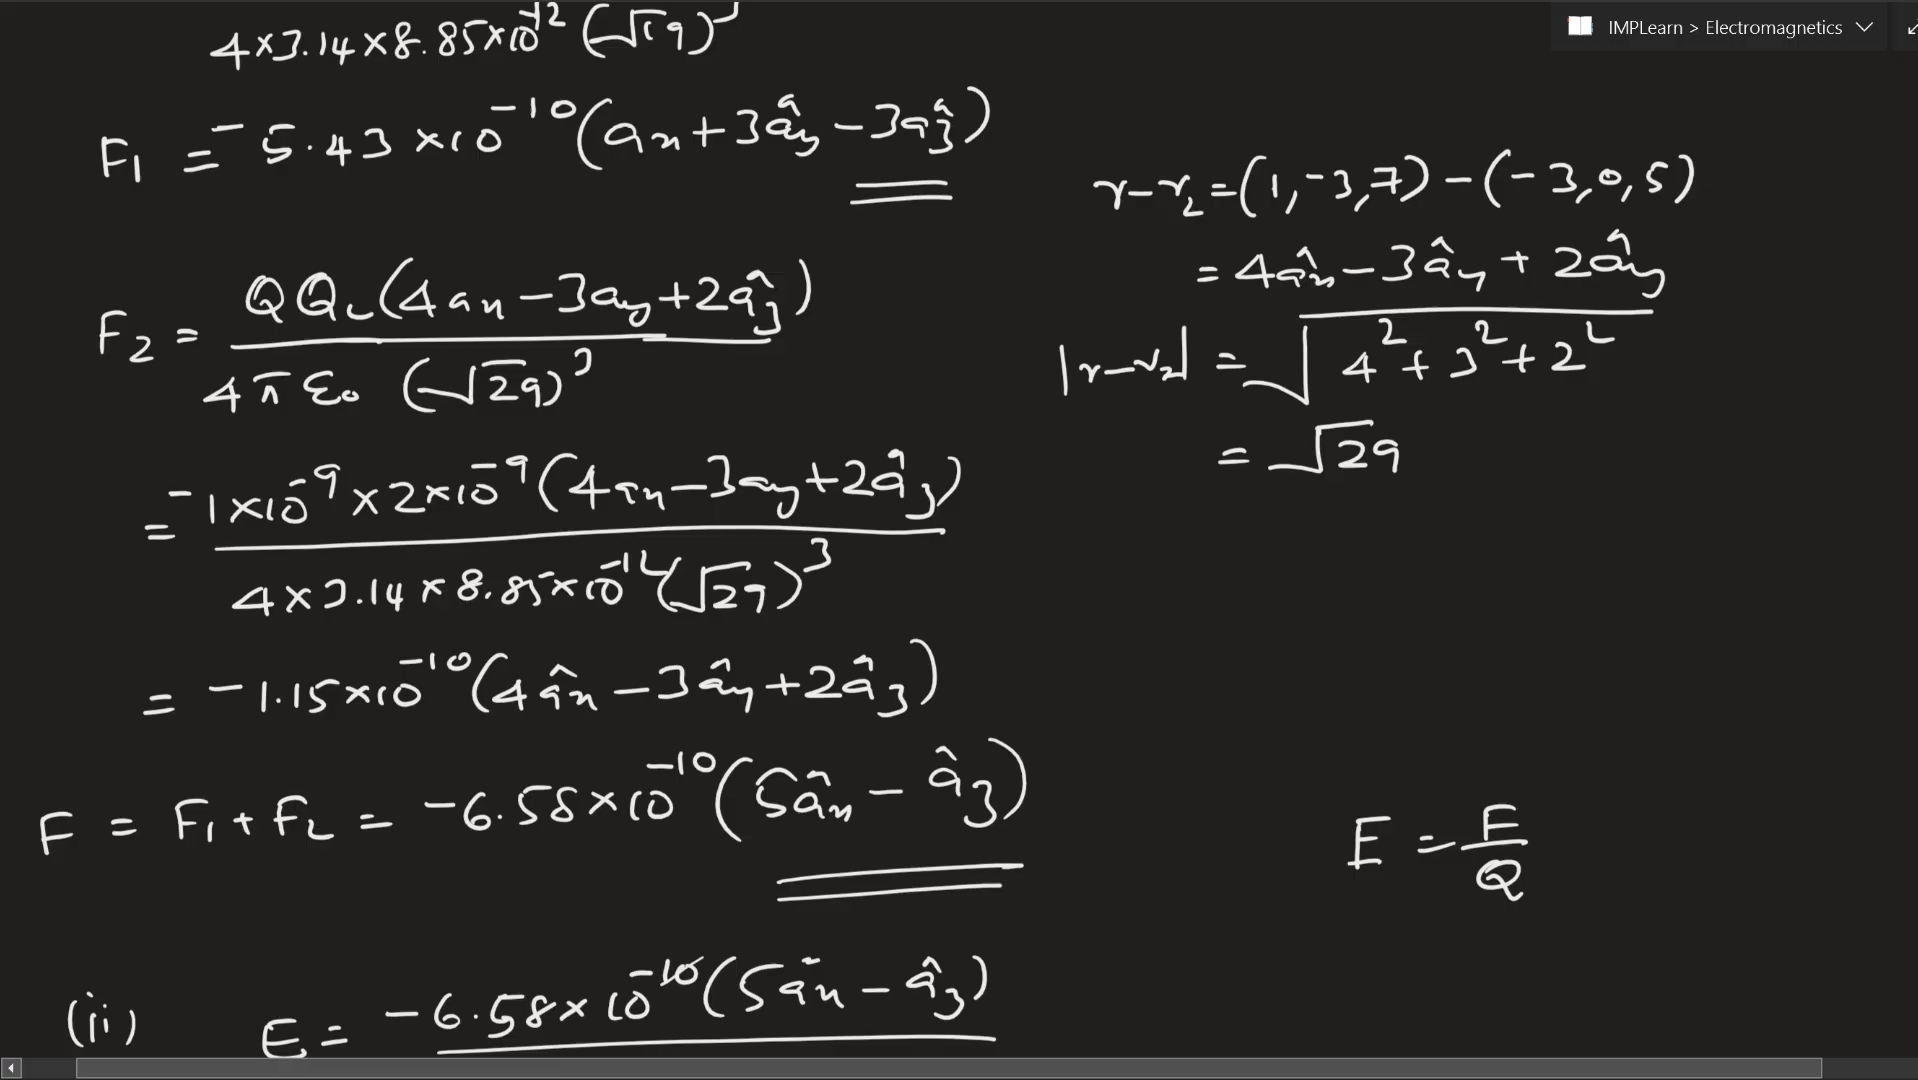 IMPLearn > Electromagnetics
4×3.14×8.85×10⁻¹² (√19)³
F₁ = -5.43 ×10⁻¹⁰(aₓ+3âᵧ-3â_z)
r-r₂=(1,-3,7)-(-3,0,5)
= 4âₓ-3âᵧ+2âᵧ
F₂ = QQ₂(4aₓ-3aᵧ+2â_z)
4πε₀ (√29)³
|r-r₂| = √4²+3²+2²
= √29
= -1×10⁻⁹×2×10⁻⁹(4aₓ-3aᵧ+2â_z)
4×3.14×8.85×10⁻¹²(√29)³
= -1.15×10⁻¹⁰(4âₓ-3âᵧ+2â_z)
F = F₁+F₂ = -6.58×10⁻¹⁰(5âₓ-â_z)
E = F
Q
(ii) E = -6.58×10⁻¹⁰(5âₓ-â_z)